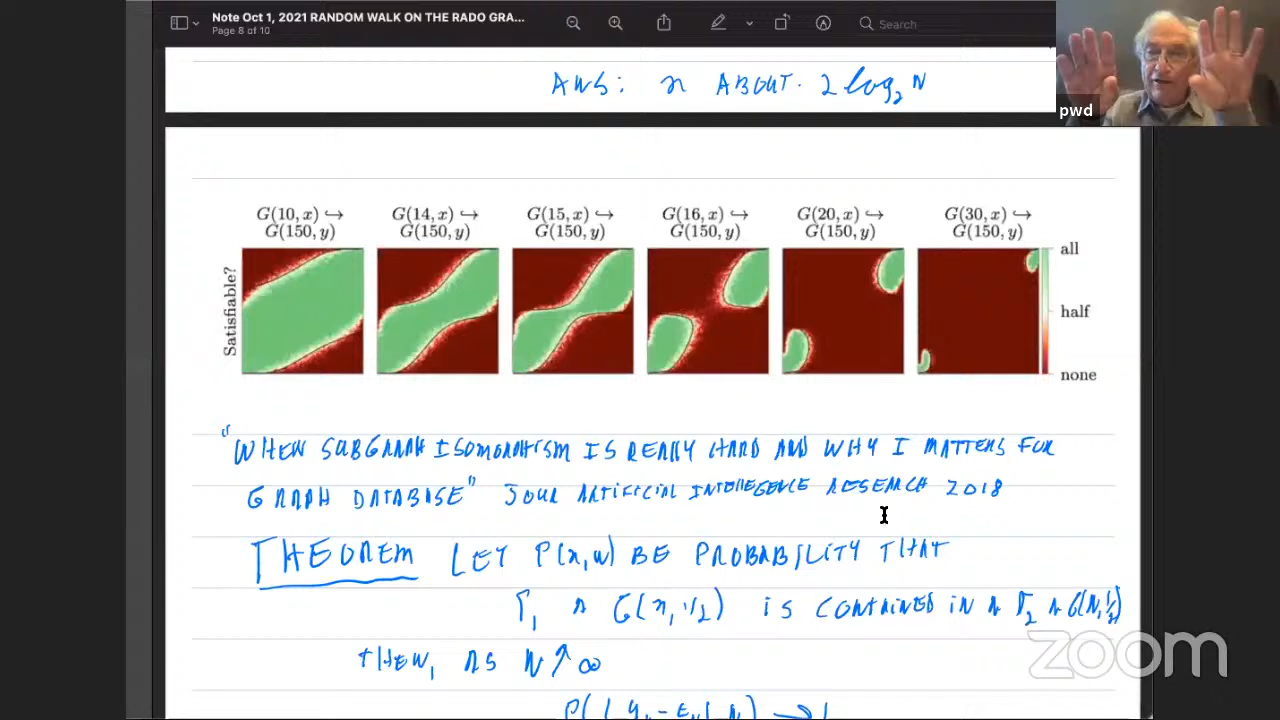 Note Oct 1, 2021 RANDOM WALK ON THE RADO GRA...
Page 8 of 10
Search
pwd
ANS: n ABOUT 2 log₂ N
G(10, x) ↪ G(14, x) ↪ G(15, x) ↪ G(16, x) ↪ G(20, x) ↪ G(30, x) ↪
G(150, y) G(150, y) G(150, y) G(150, y) G(150, y) G(150, y)
Satisfiable?
all
half
none
"WHEN SUBGRAPH ISOMORPHISM IS REALLY HARD AND WHY I MATTERS FOR
GRAPH DATABASE" JOUR ARTIFICIAL INTELLEGENCE RESEARCH 2018
THEOREM LET P(n, N) BE PROBABILITY THAT
Γ₁ ~ G(n, 1/2) is CONTAINED IN Γ₂ ~ G(N, 1/2)
THEN, AS N ↑ ∞
zoom